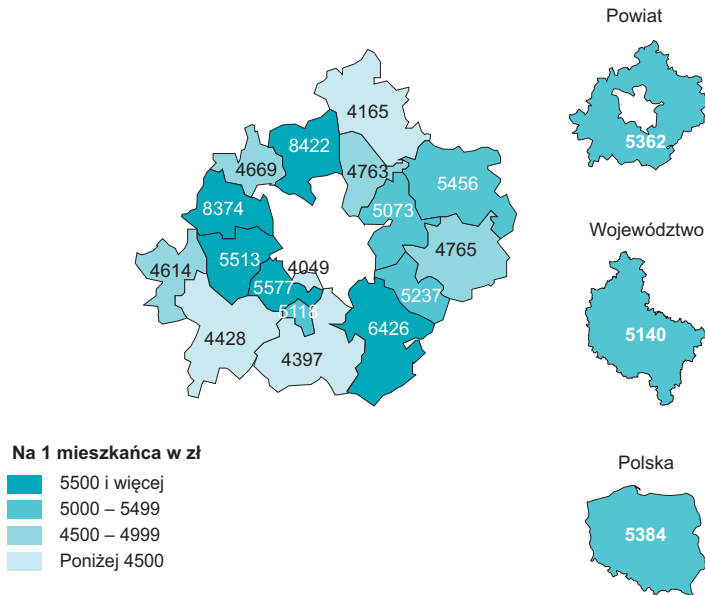 Powiat
4165
8422
5362
4669
4763
5456
5073
8374
Województwo
4765
5513
4049
4614
5577
5237
5118
6426
5140
4428
4397
Na 1 mieszkańca w zł
Polska
5500 i więcej
5000 – 5499
4500 – 4999
5384
Poniżej 4500